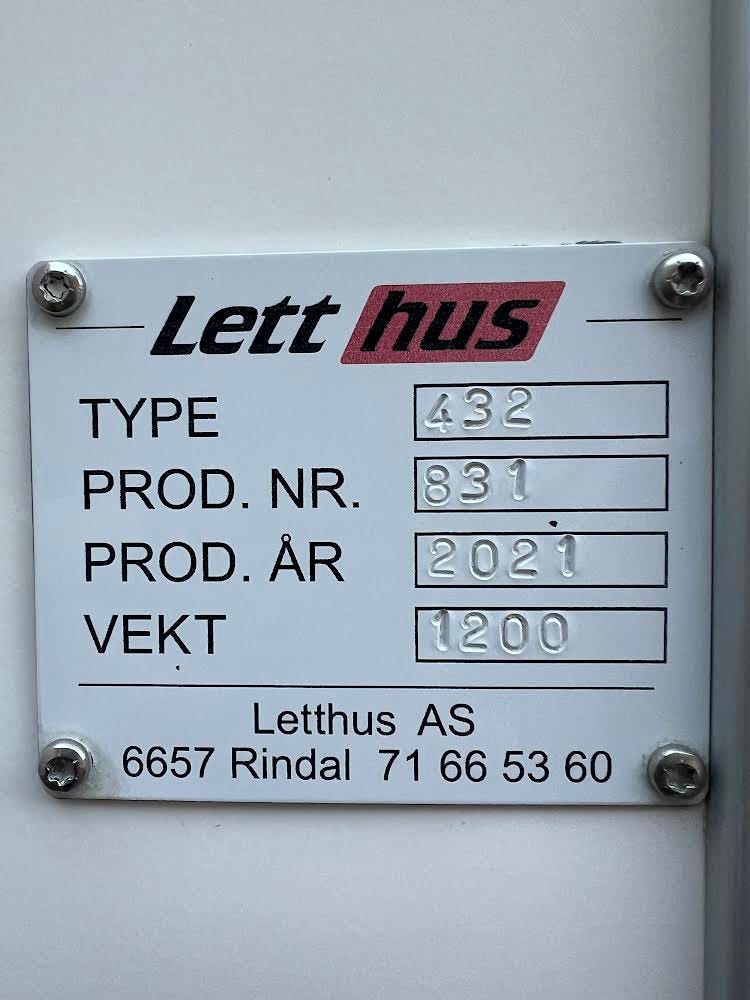 Lett hus
TYPE 432
PROD. NR. 831
PROD. ÅR 2021
VEKT 1200
Letthus AS
6657 Rindal 71 66 53 60